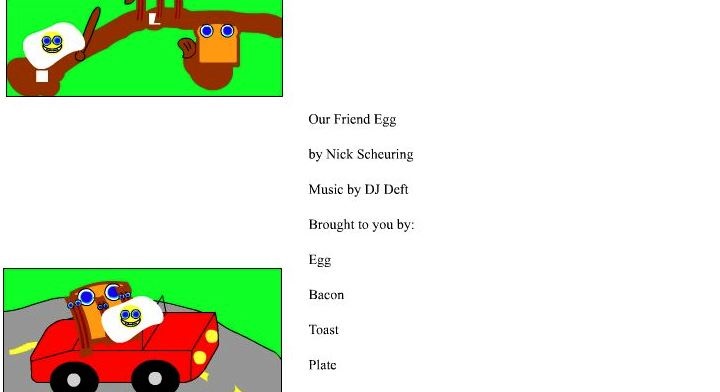 Our Friend Egg
by Nick Scheuring
Music by DJ Deft
Brought to you by:
Egg
Bacon
Toast
Plate